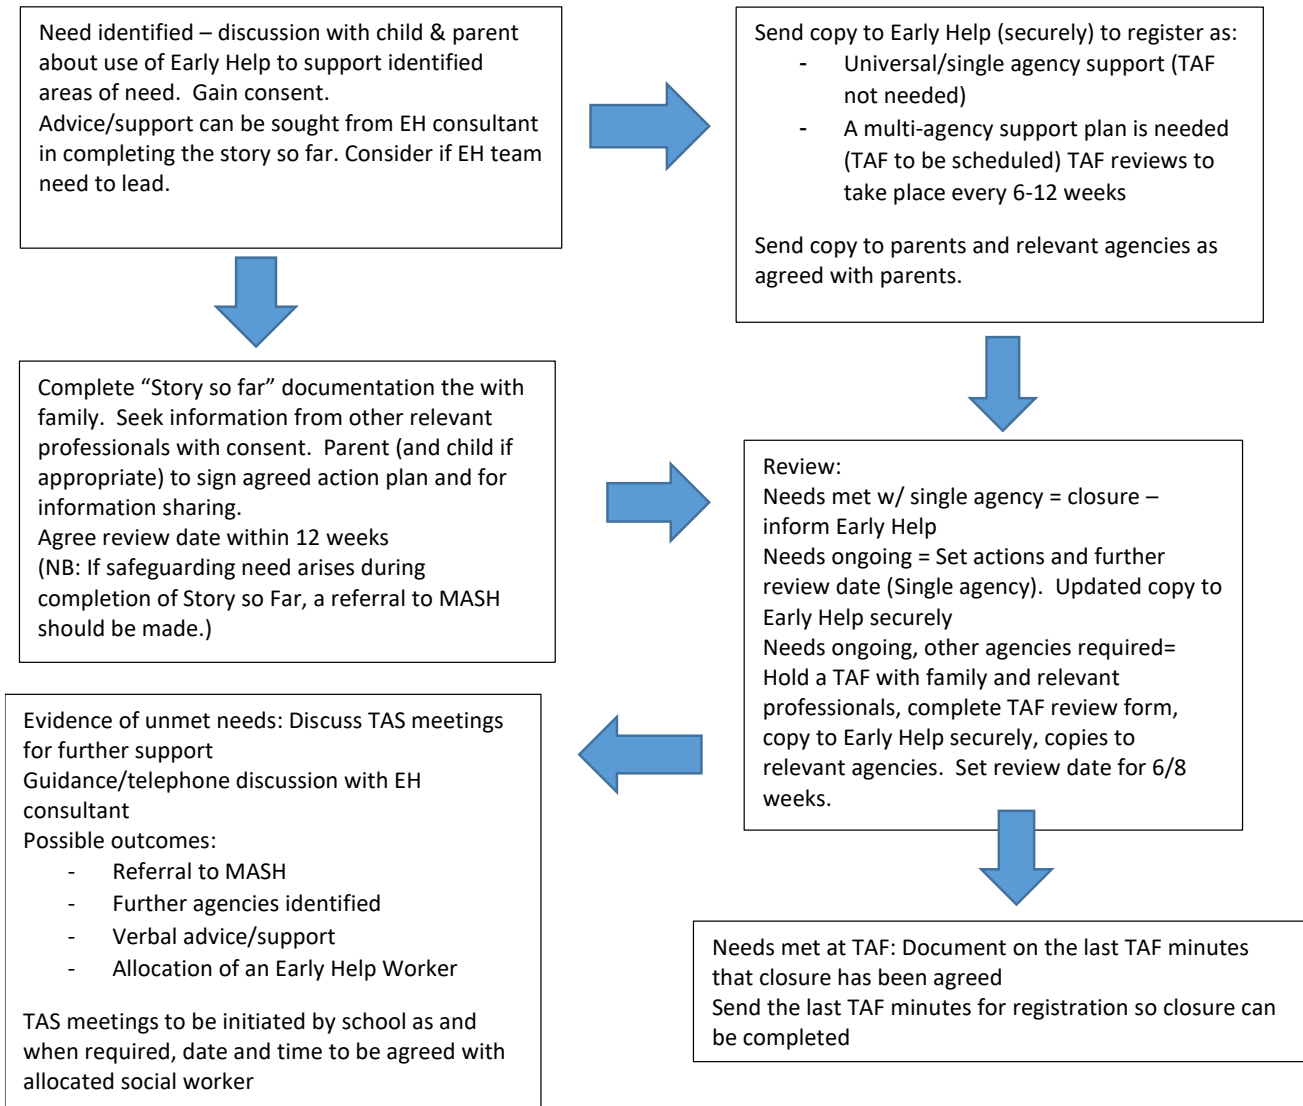 Need identified – discussion with child & parent
about use of Early Help to support identified
areas of need.  Gain consent.
Advice/support can be sought from EH consultant
in completing the story so far. Consider if EH team
need to lead.
Send copy to Early Help (securely) to register as:
- Universal/single agency support (TAF
not needed)
- A multi-agency support plan is needed
(TAF to be scheduled) TAF reviews to
take place every 6-12 weeks
Send copy to parents and relevant agencies as
agreed with parents.
Complete “Story so far” documentation the with
family.  Seek information from other relevant
professionals with consent.  Parent (and child if
appropriate) to sign agreed action plan and for
information sharing.
Agree review date within 12 weeks
(NB: If safeguarding need arises during
completion of Story so Far, a referral to MASH
should be made.)
Review:
Needs met w/ single agency = closure –
inform Early Help
Needs ongoing = Set actions and further
review date (Single agency).  Updated copy to
Early Help securely
Needs ongoing, other agencies required=
Hold a TAF with family and relevant
professionals, complete TAF review form,
copy to Early Help securely, copies to
relevant agencies.  Set review date for 6/8
weeks.
Evidence of unmet needs: Discuss TAS meetings
for further support
Guidance/telephone discussion with EH
consultant
Possible outcomes:
- Referral to MASH
- Further agencies identified
- Verbal advice/support
- Allocation of an Early Help Worker
TAS meetings to be initiated by school as and
when required, date and time to be agreed with
allocated social worker
Needs met at TAF: Document on the last TAF minutes
that closure has been agreed
Send the last TAF minutes for registration so closure can
be completed